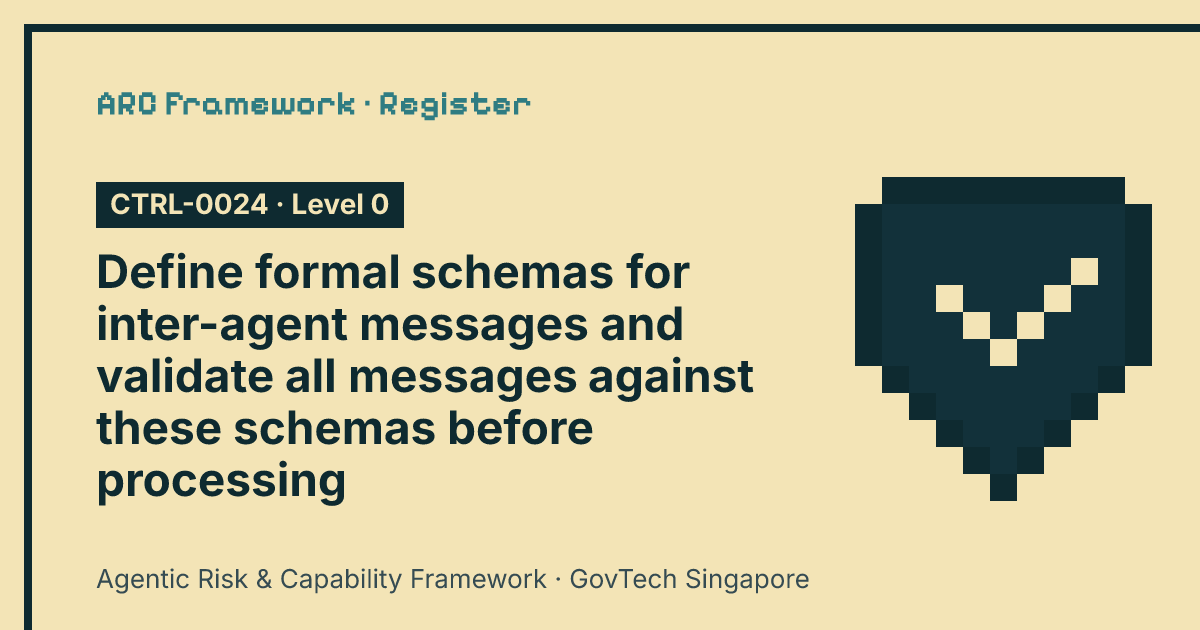 ARC Framework · Register
CTRL-0024 · Level 0
Define formal schemas for
inter-agent messages and
validate all messages against
these schemas before
processing
Agentic Risk & Capability Framework · GovTech Singapore